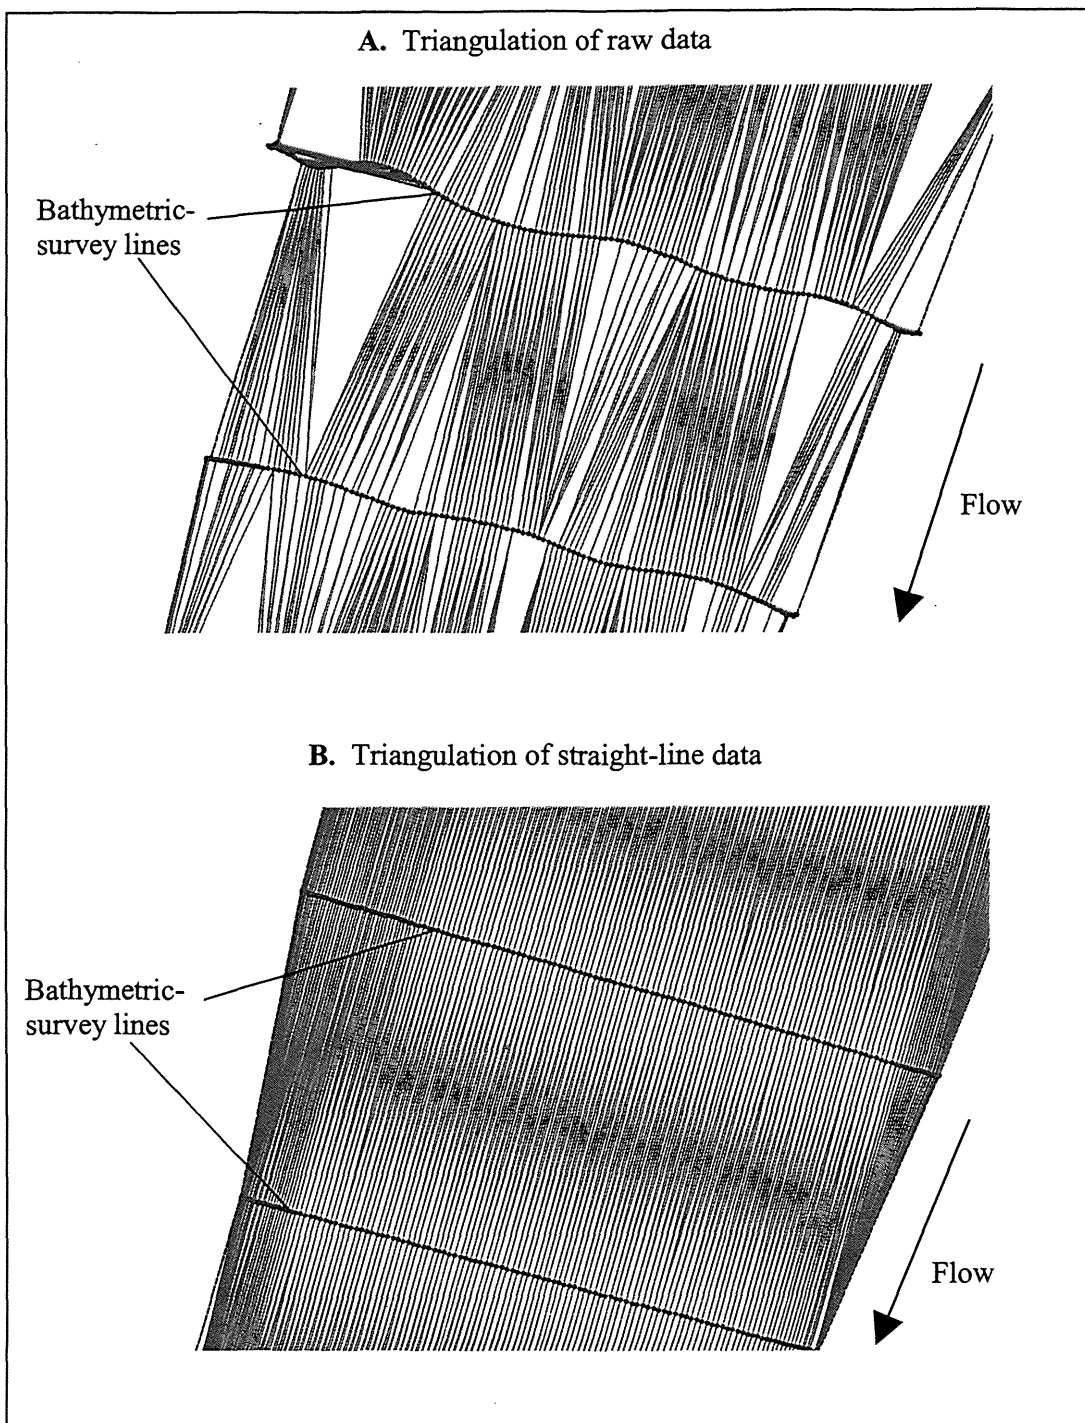 A. Triangulation of raw data
Bathymetric-
survey lines
Flow
B. Triangulation of straight-line data
Bathymetric-
survey lines
Flow